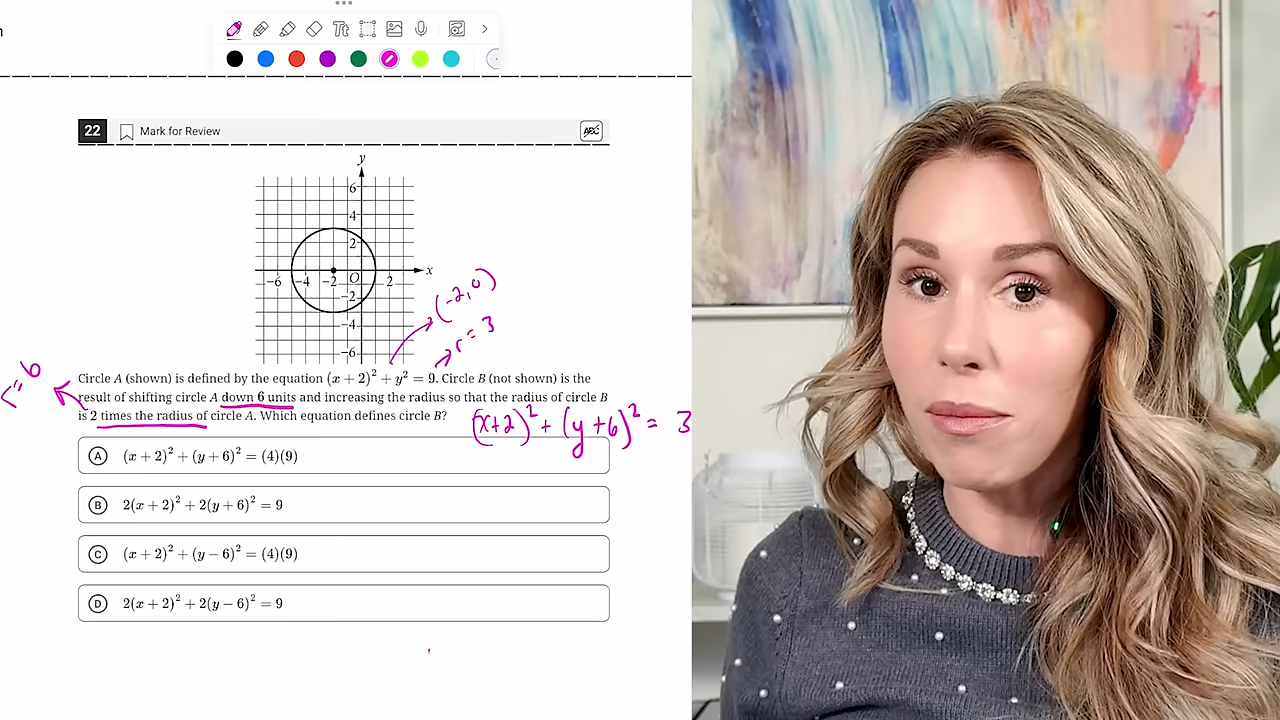 Tt
22 Mark for Review ABC
y
6
4
2
-6 -4 -2 O 2 x
-2
-4
-6
(-2,0)
r = 3
r = 6
Circle A (shown) is defined by the equation (x + 2)² + y² = 9. Circle B (not shown) is the
result of shifting circle A down 6 units and increasing the radius so that the radius of circle B
is 2 times the radius of circle A. Which equation defines circle B?
(x+2)² + (y+6)² = 3
A (x + 2)² + (y + 6)² = (4)(9)
B 2(x + 2)² + 2(y + 6)² = 9
C (x + 2)² + (y − 6)² = (4)(9)
D 2(x + 2)² + 2(y − 6)² = 9